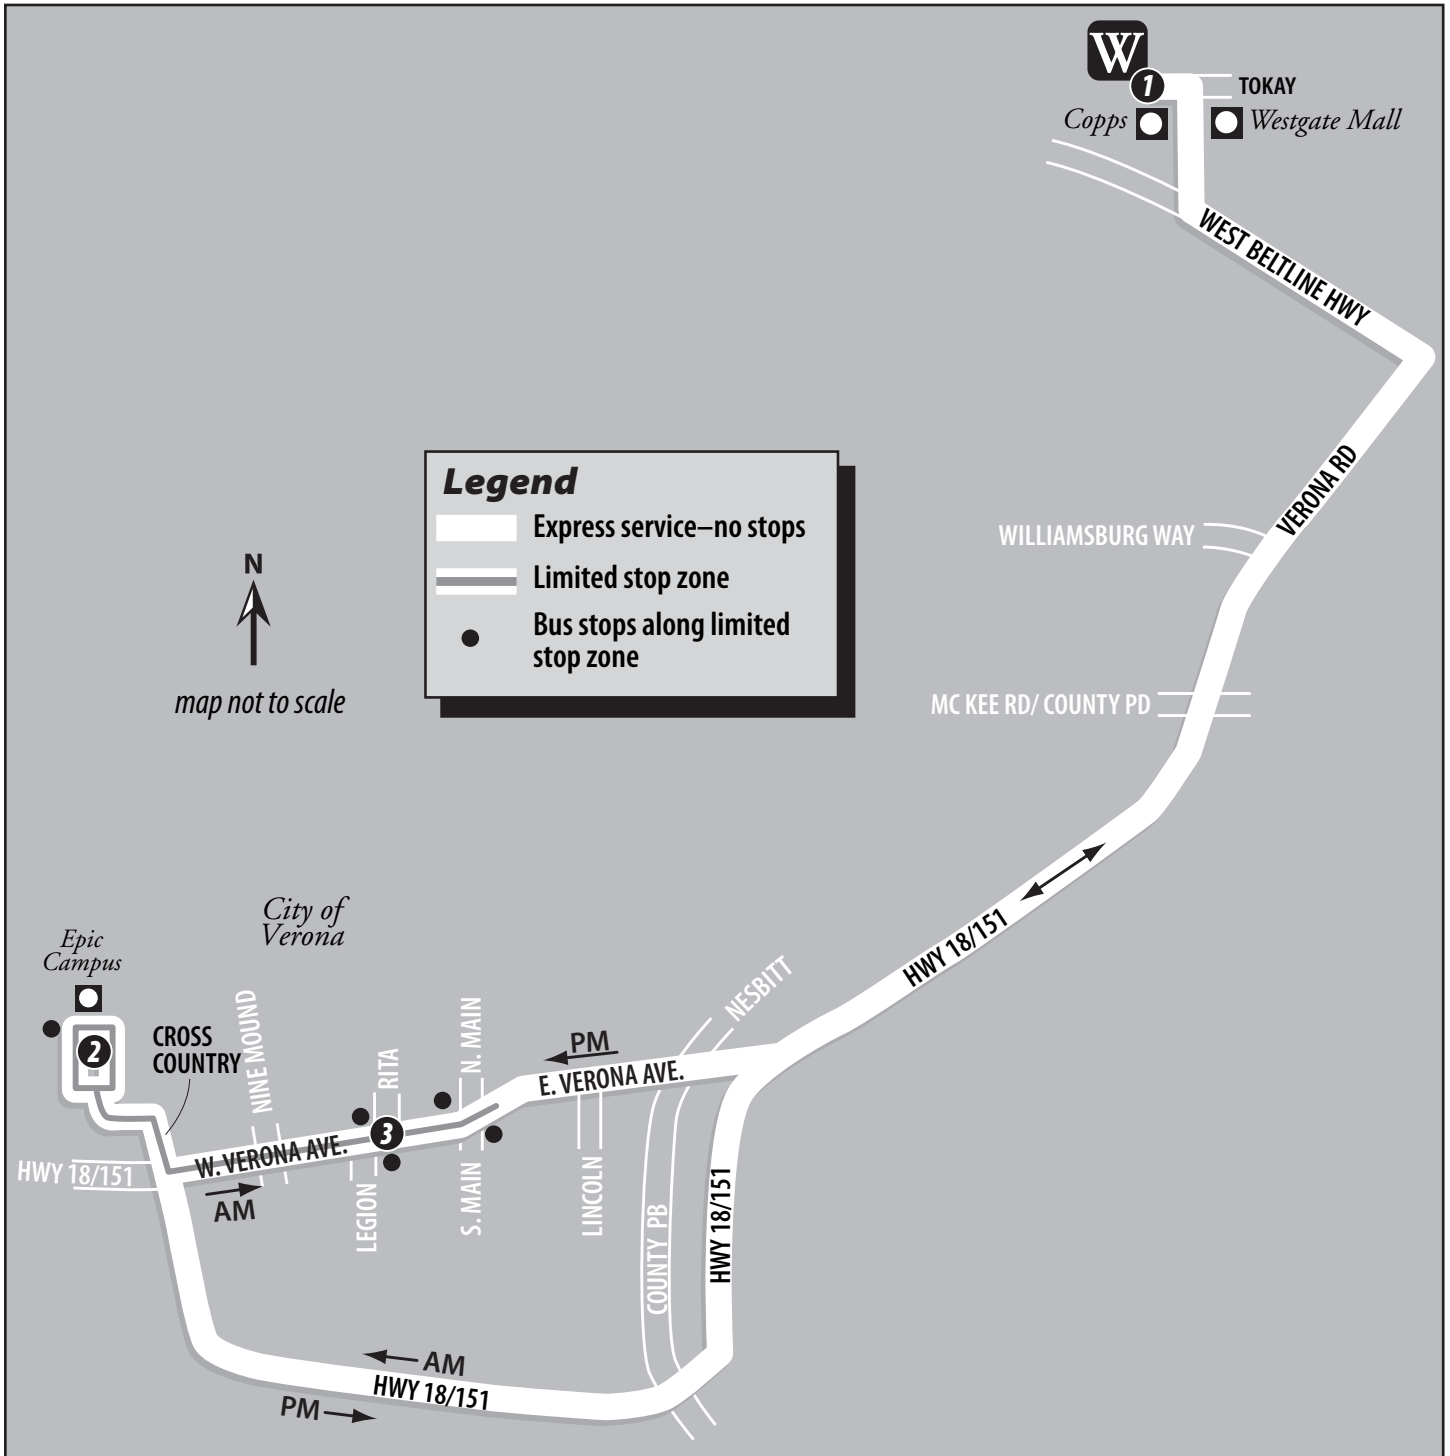 W
1
TOKAY
Copps
Westgate Mall
WEST BELTLINE HWY
VERONA RD
WILLIAMSBURG WAY
Legend
Express service–no stops
Limited stop zone
Bus stops along limited
stop zone
N
map not to scale
MC KEE RD/ COUNTY PD
HWY 18/151
City of
Verona
Epic
Campus
2
CROSS
COUNTRY
NINE MOUND
RITA
N. MAIN
NESBITT
PM
E. VERONA AVE.
3
W. VERONA AVE.
HWY 18/151
AM
LEGION
S. MAIN
LINCOLN
COUNTY PB
HWY 18/151
AM
HWY 18/151
PM